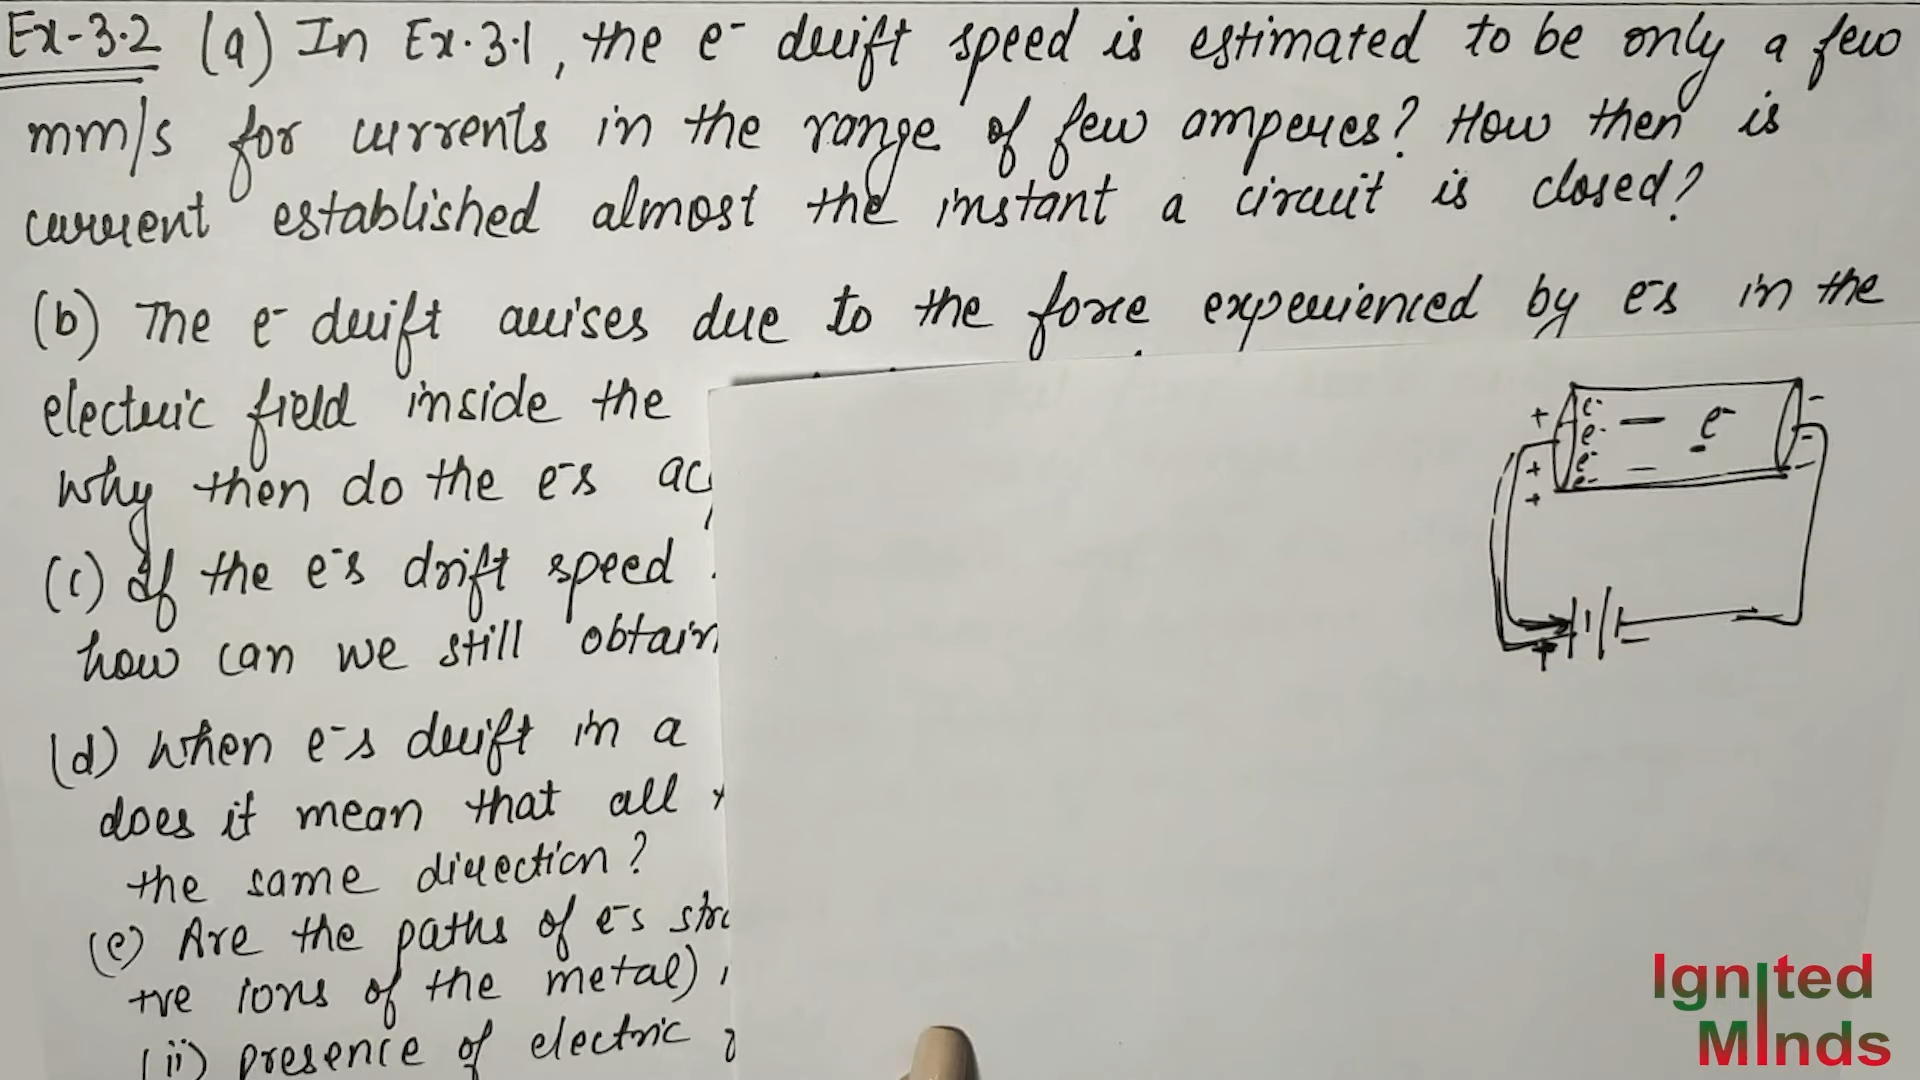 Ex-3.2 (a) In Ex.3.1, the e⁻ drift speed is estimated to be only a few
mm/s for currents in the range of few amperes? How then is
current established almost the instant a circuit is closed?
(b) The e⁻ drift arises due to the force experienced by e⁻s in the
electric field inside the
Why then do the e⁻s
(c) If the e⁻s drift speed
how can we still obtain
(d) When e⁻s drift in a
does it mean that all
the same direction?
(e) Are the paths of e⁻s
+ve ions of the metal),
(ii) presence of electric
+ e⁻ — e⁻ -
e⁻ -
+ e⁻ — -
+ e⁻
+ -
Ignited
Minds